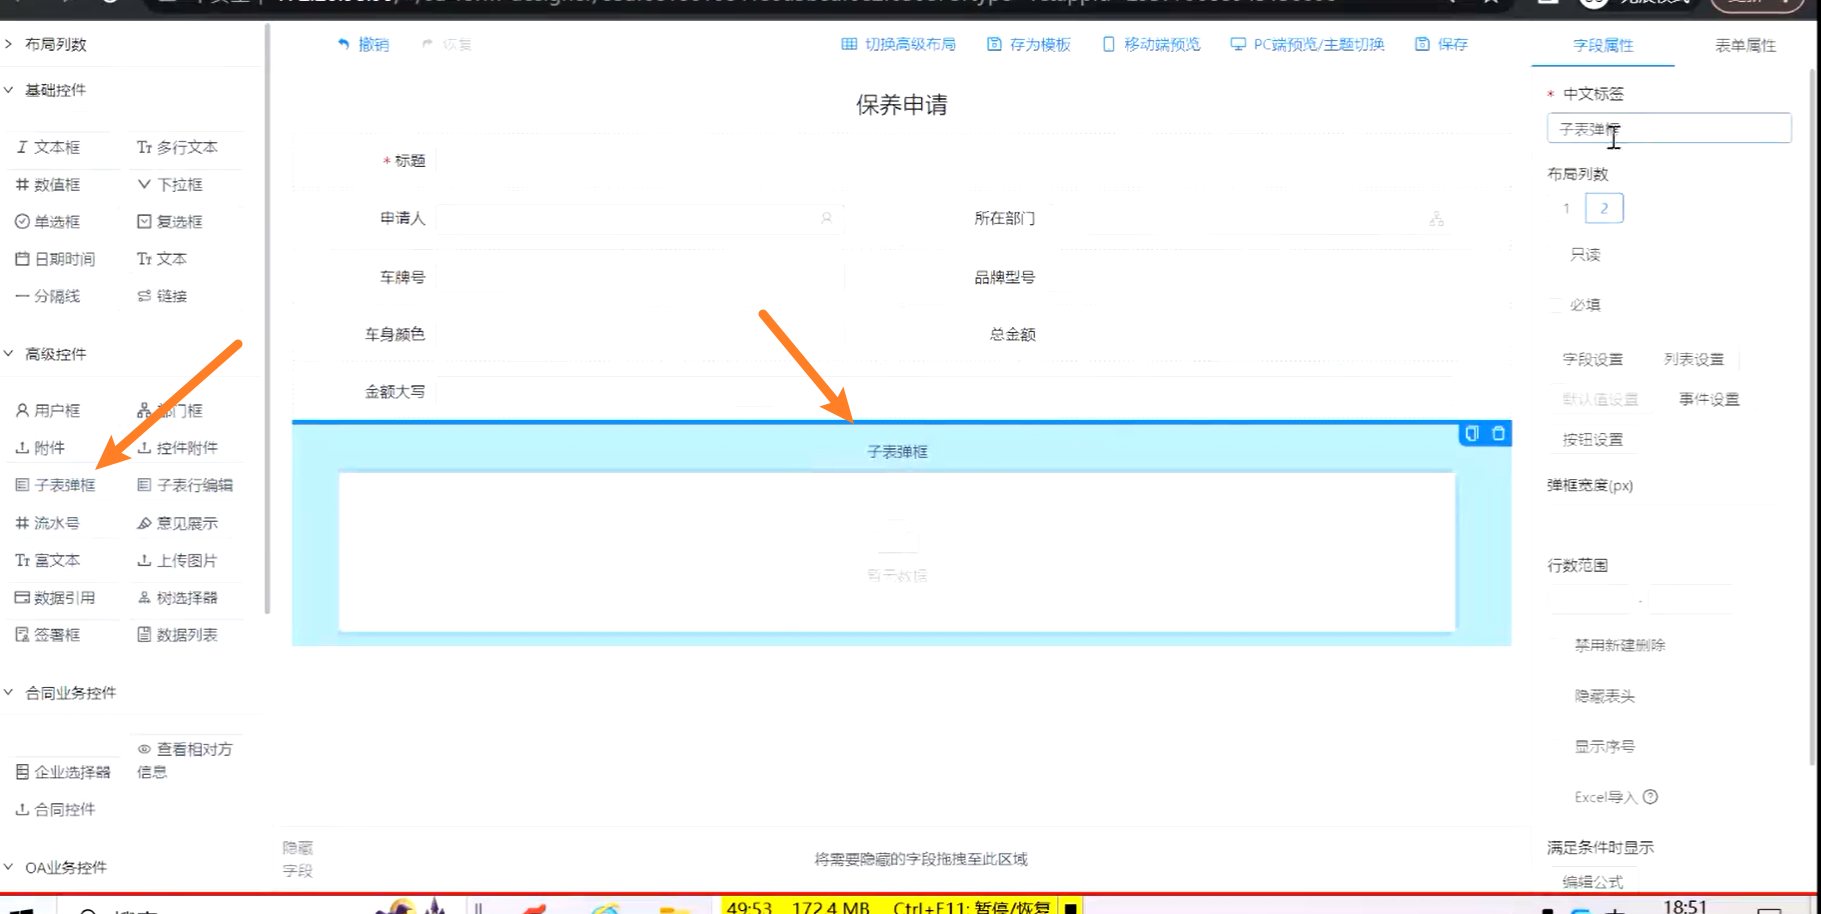 布局列数
撤销
恢复
切换高级布局
存为模板
移动端预览
PC端预览/主题切换
保存
字段属性
表单属性
基础控件
文本框
多行文本
数值框
下拉框
单选框
复选框
日期时间
文本
分隔线
链接
高级控件
用户框
部门框
附件
控件附件
子表弹框
子表行编辑
流水号
意见展示
富文本
上传图片
数据引用
树选择器
签署框
数据列表
合同业务控件
企业选择器
查看相对方
信息
合同控件
OA业务控件
保养申请
* 标题
申请人
所在部门
车牌号
品牌型号
车身颜色
总金额
金额大写
子表弹框
暂无数据
隐藏
字段
将需要隐藏的字段拖拽至此区域
* 中文标签
子表弹框
布局列数
1
2
只读
必填
字段设置
列表设置
默认值设置
事件设置
按钮设置
弹框宽度(px)
行数范围
-
禁用新建删除
隐藏表头
显示序号
Excel导入
满足条件时显示
编辑公式
49:53 172.4 MB Ctrl+F11: 暂停/恢复
18:51